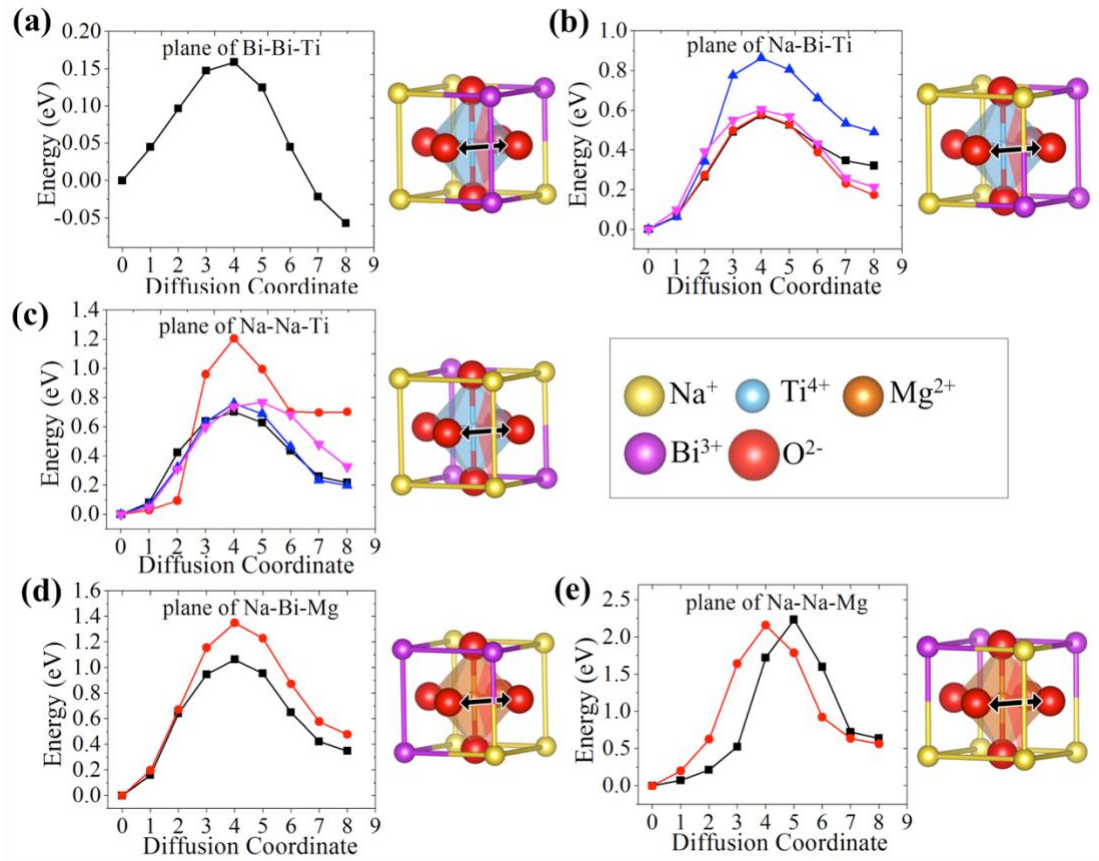 (a)
plane of Bi-Bi-Ti
Energy (eV)
0.20
0.15
0.10
0.05
0.00
-0.05
0 1 2 3 4 5 6 7 8 9
Diffusion Coordinate
(b)
plane of Na-Bi-Ti
Energy (eV)
1.0
0.8
0.6
0.4
0.2
0.0
0 1 2 3 4 5 6 7 8 9
Diffusion Coordinate
(c)
plane of Na-Na-Ti
Energy (eV)
1.4
1.2
1.0
0.8
0.6
0.4
0.2
0.0
0 1 2 3 4 5 6 7 8 9
Diffusion Coordinate
Na⁺ Ti⁴⁺ Mg²⁺
Bi³⁺ O²⁻
(d)
plane of Na-Bi-Mg
Energy (eV)
1.6
1.4
1.2
1.0
0.8
0.6
0.4
0.2
0.0
0 1 2 3 4 5 6 7 8 9
Diffusion Coordinate
(e)
plane of Na-Na-Mg
Energy (eV)
2.5
2.0
1.5
1.0
0.5
0.0
0 1 2 3 4 5 6 7 8 9
Diffusion Coordinate